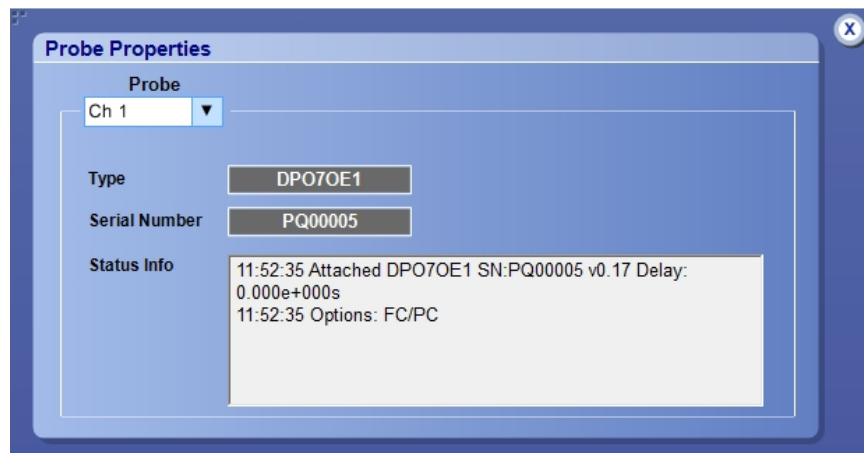 X
Probe Properties
Probe
Ch 1
Type
DPO7OE1
Serial Number
PQ00005
Status Info
11:52:35 Attached DPO7OE1 SN:PQ00005 v0.17 Delay:
0.000e+000s
11:52:35 Options: FC/PC